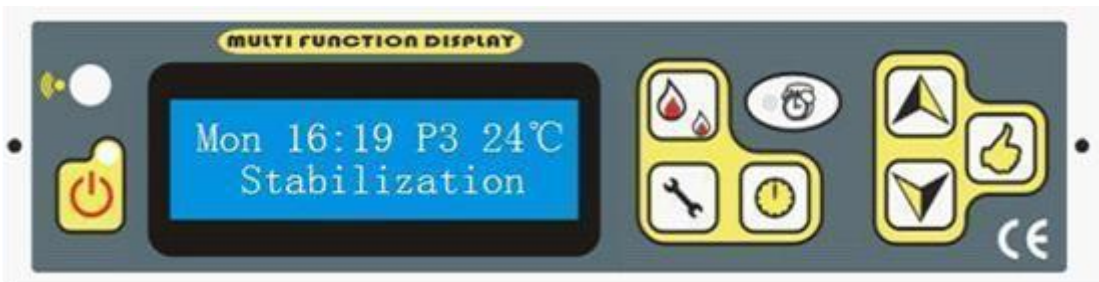 MULTI FUNCTION DISPLAY
Mon 16:19 P3 24℃
Stabilization
CE